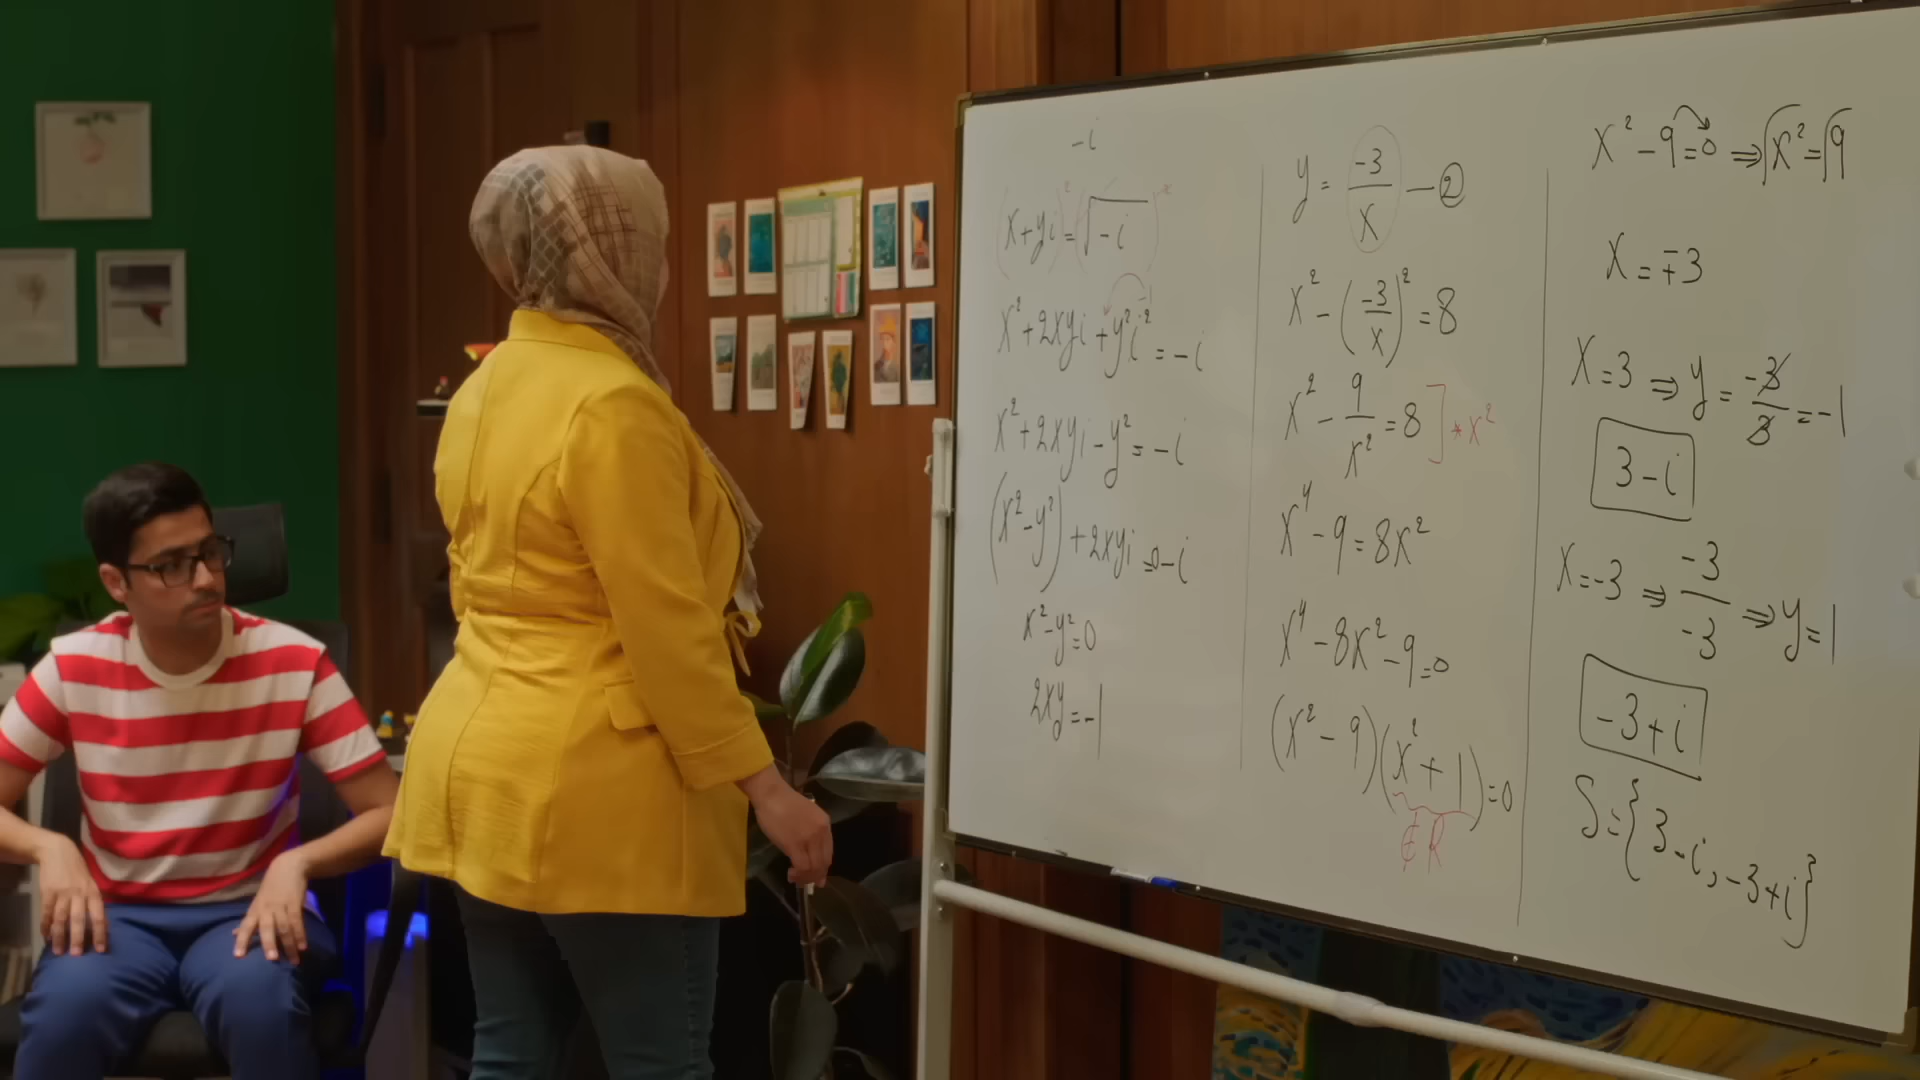 -i
(x+yi)²=(√-i)²
x²+2xyi+y²i²=-i
-1
x²+2xyi-y²=-i
(x²-y²)+2xyi=0-i
x²-y²=0
2xy=-1
y=-3/x —②
x²-(-3/x)²=8
x²-9/x²=8]*x²
x⁴-9=8x²
x⁴-8x²-9=0
(x²-9)(x²+1)=0
∉R
x²-9=0⇒√x²=√9
x=∓3
x=3⇒y=-3/3=-1
3-i
x=-3⇒-3/-3⇒y=1
-3+i
S={3-i,-3+i}